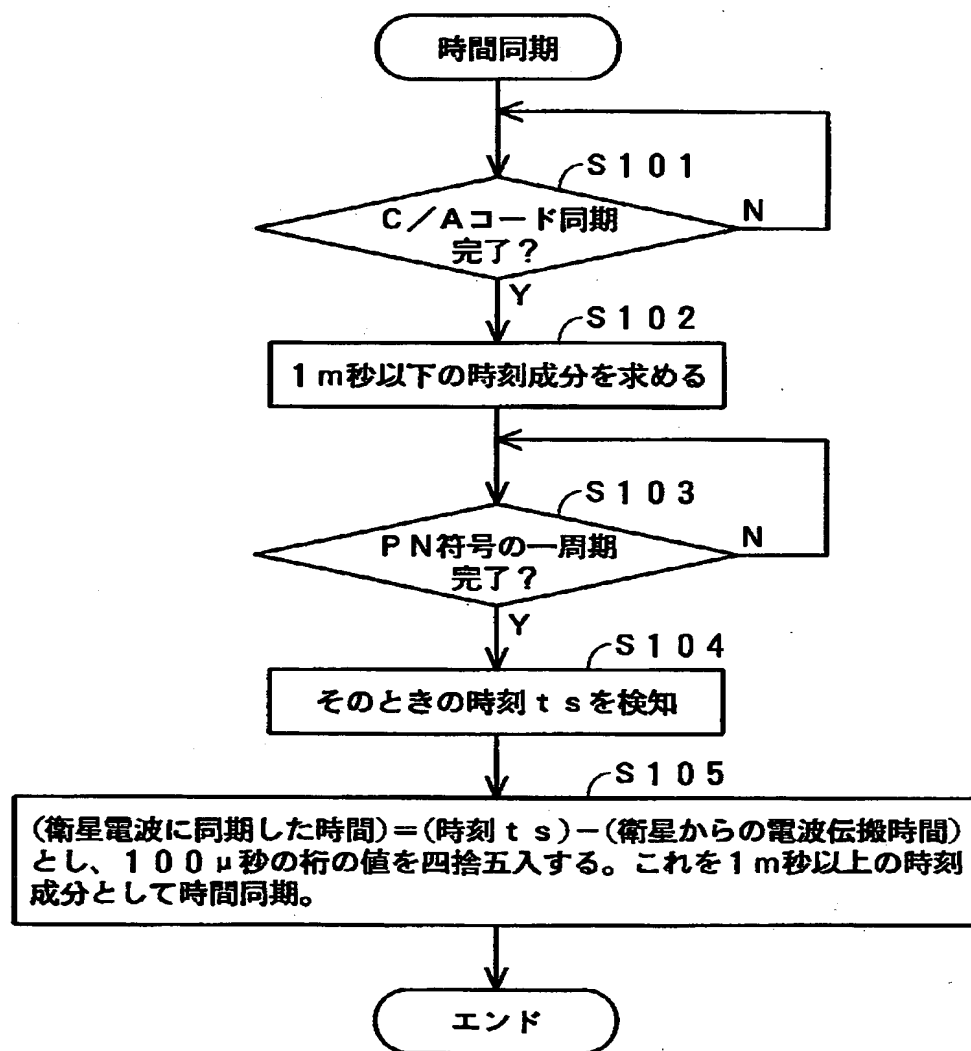 時間同期
S101
C/Aコード同期
完了?
N
Y
S102
1m秒以下の時刻成分を求める
S103
PN符号の一周期
完了?
N
Y
S104
そのときの時刻tsを検知
S105
(衛星電波に同期した時間)=(時刻ts)-(衛星からの電波伝搬時間)
とし、100μ秒の桁の値を四捨五入する。これを1m秒以上の時刻
成分として時間同期。
エンド